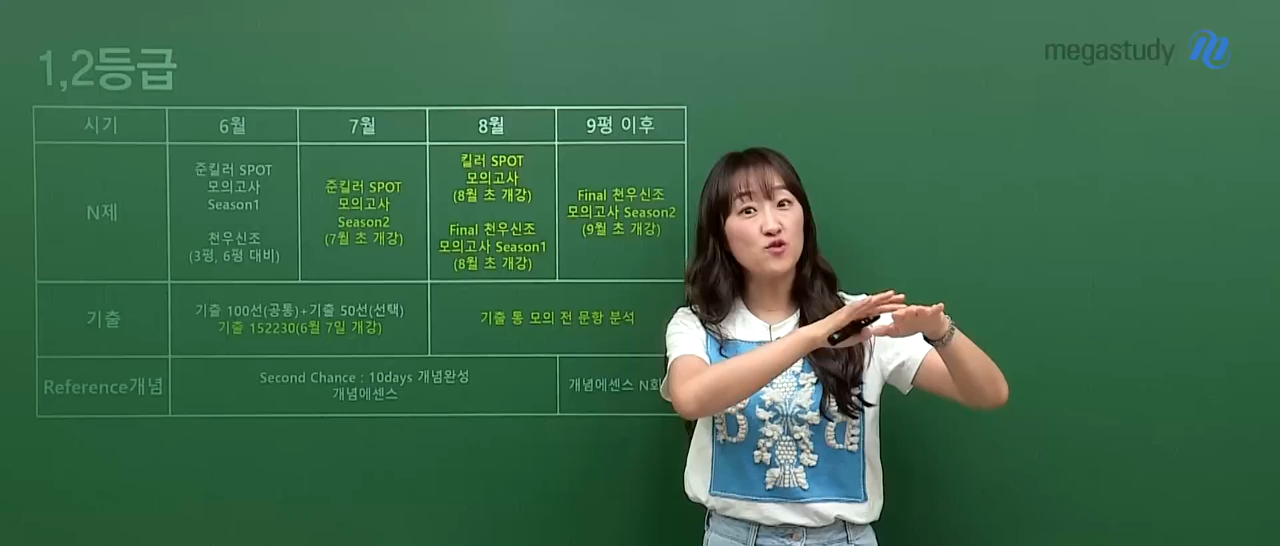 megastudy
1,2등급
시기
6월
7월
8월
9평 이후
N제
준킬러 SPOT
모의고사
Season1
천우신조
(3평, 6평 대비)
준킬러 SPOT
모의고사
Season2
(7월 초 개강)
킬러 SPOT
모의고사
(8월 초 개강)
Final 천우신조
모의고사 Season1
(8월 초 개강)
Final 천우신조
모의고사 Season2
(9월 초 개강)
기출
기출 100선(공통)+기출 50선(선택)
기출 152230(6월 7일 개강)
기출 통 모의 전 문항 분석
Reference개념
Second Chance : 10days 개념완성
개념에센스
개념에센스 N회